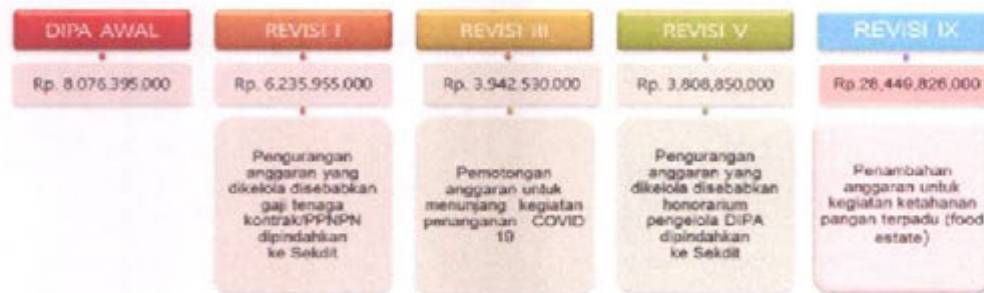 DIPA AWAL
REVISI I
REVISI III
REVISI V
REVISI IX
Rp. 8.076.395.000
Rp. 6.235.955.000
Rp. 3.942.530.000
Rp. 3,808,850,000
Rp.26,449,826,000
Pengurangan
anggaran yang
dikelola disebabkan
gaji tenaga
kontrak/PPNPN
dipindahkan
ke Sekdit
Pemotongan
anggaran untuk
menunjang kegiatan
penanganan COVID
19
Pengurangan
anggaran yang
dikelola disebabkan
honorarium
pengelola DIPA
dipindahkan
ke Sekdit
Penambahan
anggaran untuk
kegiatan ketahanan
pangan terpadu (food
estate)